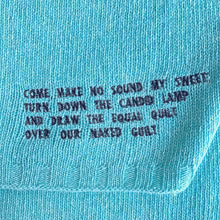 COME, MAKE NO SOUND, MY SWEET
TURN DOWN THE CANDID LAMP
AND DRAW THE EQUAL QUILT
OVER OUR NAKED GUILT